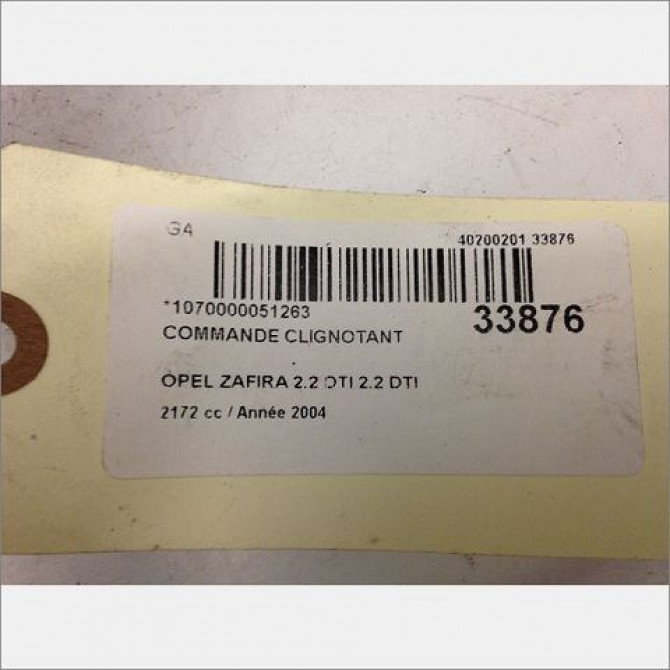 G4
40200201 33876
*1070000051263
33876
COMMANDE CLIGNOTANT
OPEL ZAFIRA 2.2 DTI 2.2 DTI
2172 cc / Année 2004